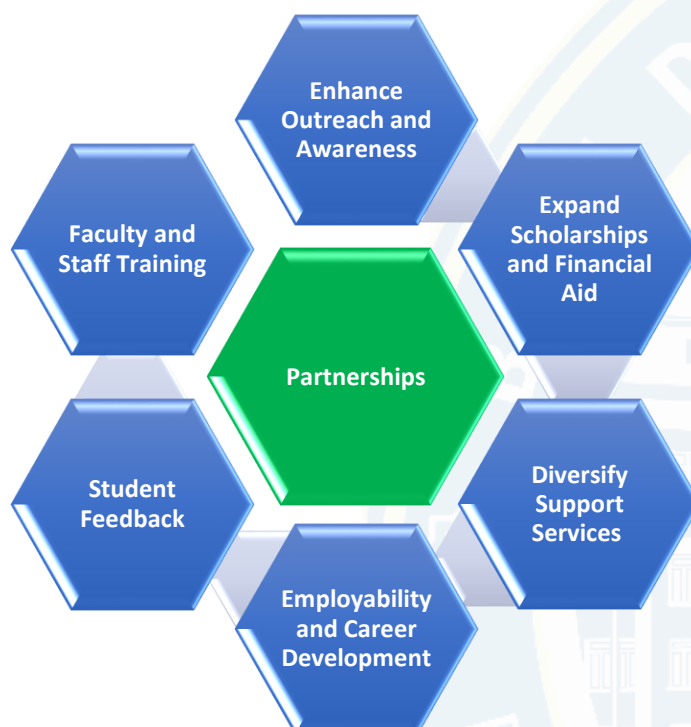 Enhance
Outreach and
Awareness
Expand
Scholarships
and Financial
Aid
Faculty and
Staff Training
Partnerships
Diversify
Support
Services
Student
Feedback
Employability
and Career
Development